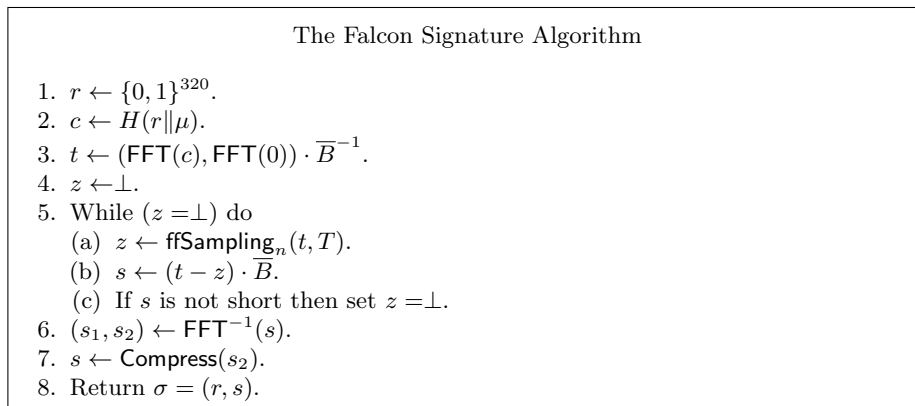 The Falcon Signature Algorithm
1. r ← {0, 1}^320.
2. c ← H(r∥μ).
3. t ← (FFT(c), FFT(0)) · B̅^−1.
4. z ←⊥.
5. While (z =⊥) do
(a) z ← ffSampling_n(t, T).
(b) s ← (t − z) · B̅.
(c) If s is not short then set z =⊥.
6. (s_1, s_2) ← FFT^−1(s).
7. s ← Compress(s_2).
8. Return σ = (r, s).